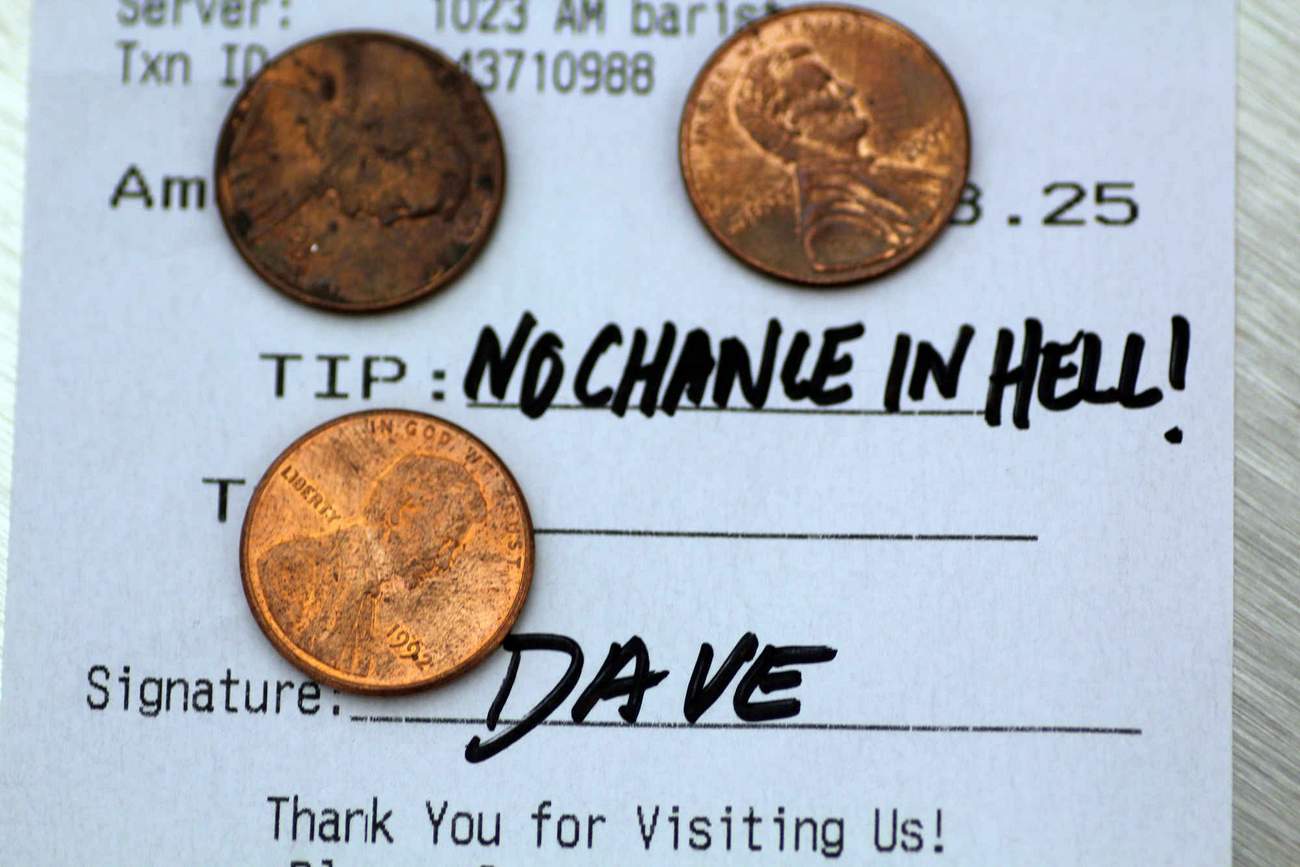 Server: 1023 AM barist
Txn ID 43710988
Am 8.25
TIP: NO CHANCE IN HELL!
IN GOD WE TRUST
LIBERTY
1992
T
Signature: DAVE
Thank You for Visiting Us!